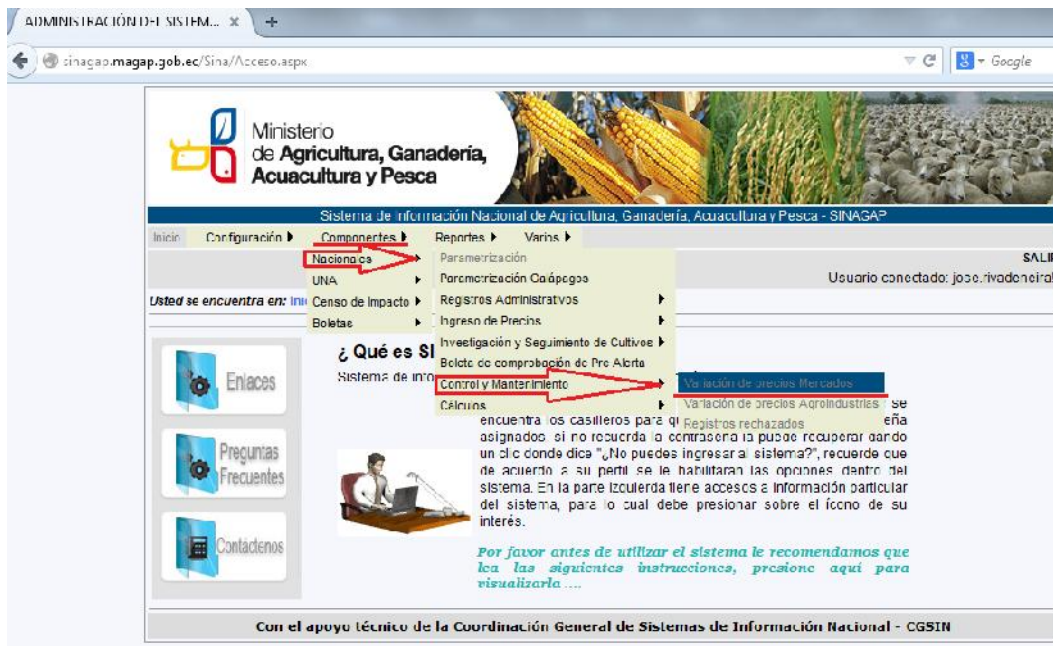 ADMINISTRACIÓN DEL SISTEM... x +
sinagap.magap.gob.ec/Sina//Acceso.aspx
Google
Ministerio
de Agricultura, Ganadería,
Acuacultura y Pesca
Sistema de Información Nacional de Agricultura, Ganadería, Acuacultura y Pesca - SINAGAP
Inicio Configuración Componentes Reportes Varios
Nacionales Parametrización SALIR
UNA Parametrización Galápagos Usuario conectado: jose.rivadeneira
Usted se encuentra en: Ini Censo de Impacto Registros Administrativos
Boletas Ingreso de Precios
¿ Qué es SI Investigación y Seguimiento de Cultivos
Boleta de comprobación de Pre Alerta
Enlaces Sistema de info Control y Mantenimiento Variación de precios Mercados
Cálculos Variación de precios Agroindustrias se
encuentra los casilleros para qu Registros rechazados eña
asignados, si no recuerda la contraseña la puede recuperar dando
un clic donde dice "¿No puedes ingresar al sistema?", recuerde que
de acuerdo a su perfil se le habilitaran las opciones dentro del
sistema. En la parte izquierda tiene accesos a información particular
del sistema, para lo cual debe presionar sobre el ícono de su
interés.
Preguntas
Frecuentes
Contáctenos
Por favor antes de utilizar el sistema le recomendamos que
lea las siguientes instrucciones, presione aquí para
visualizarla ....
Con el apoyo técnico de la Coordinación General de Sistemas de Información Nacional - CGSIN